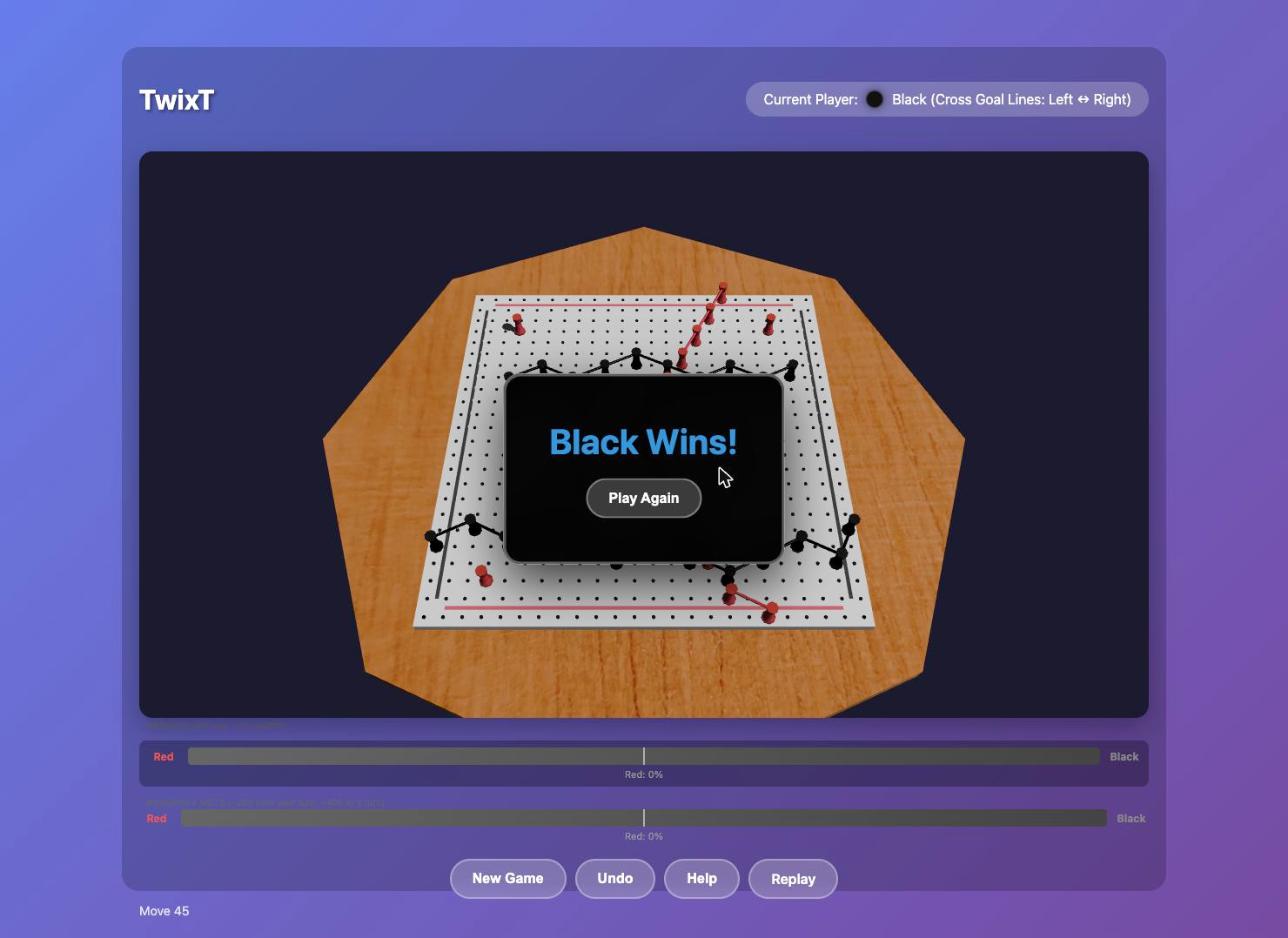 TwixT
Current Player: Black (Cross Goal Lines: Left ↔ Right)
Black Wins!
Play Again
Red
Black
Red: 0%
Red
Black
Red: 0%
New Game
Undo
Help
Replay
Move 45